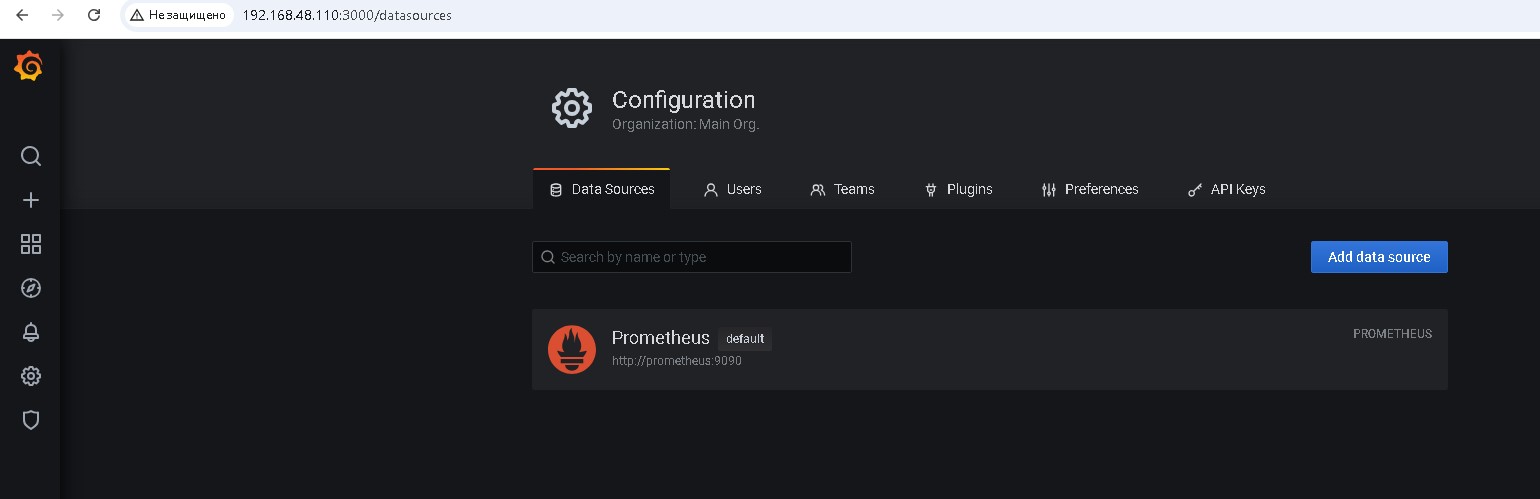 Не защищено 192.168.48.110:3000/datasources
Configuration
Organization: Main Org.
Data Sources Users Teams Plugins Preferences API Keys
Search by name or type Add data source
Prometheus default PROMETHEUS
http://prometheus:9090